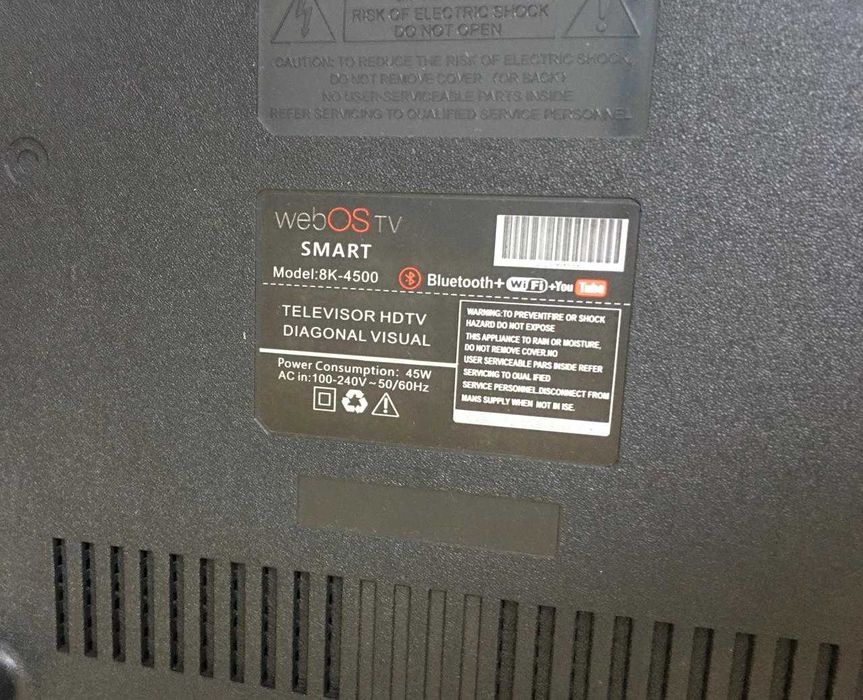 RISK OF ELECTRIC SHOCK
DO NOT OPEN
CAUTION: TO REDUCE THE RISK OF ELECTRIC SHOCK,
DO NOT REMOVE COVER (OR BACK)
NO USER-SERVICEABLE PARTS INSIDE
REFER SERVICING TO QUALIFIED SERVICE PERSONNEL
webOS TV
SMART
Model:8K-4500
Bluetooth+WiFi+YouTube
TELEVISOR HDTV
DIAGONAL VISUAL
Power Consumption: 45W
AC in:100-240V~50/60Hz
WARNING:TO PREVENTFIRE OR SHOCK
HAZARD DO NOT EXPOSE
THIS APPLIANCE TO RAIN OR MOISTURE,
DO NOT REMOVE COVER.NO
USER SERVICEABLE PARS INSIDE REFER
SERVICING TO QUAL IFIED
SERVICE PERSONNEL.DISCONNECT FROM
MANS SUPPLY WHEN NOT IN ISE.